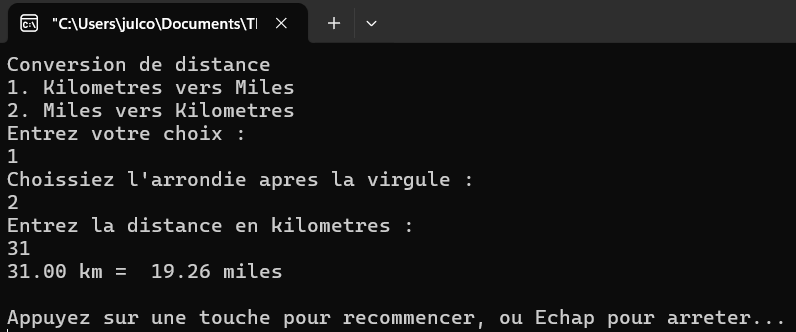 "C:\Users\julco\Documents\TI
Conversion de distance
1. Kilometres vers Miles
2. Miles vers Kilometres
Entrez votre choix :
1
Choissiez l'arrondie apres la virgule :
2
Entrez la distance en kilometres :
31
31.00 km =  19.26 miles
Appuyez sur une touche pour recommencer, ou Echap pour arreter...